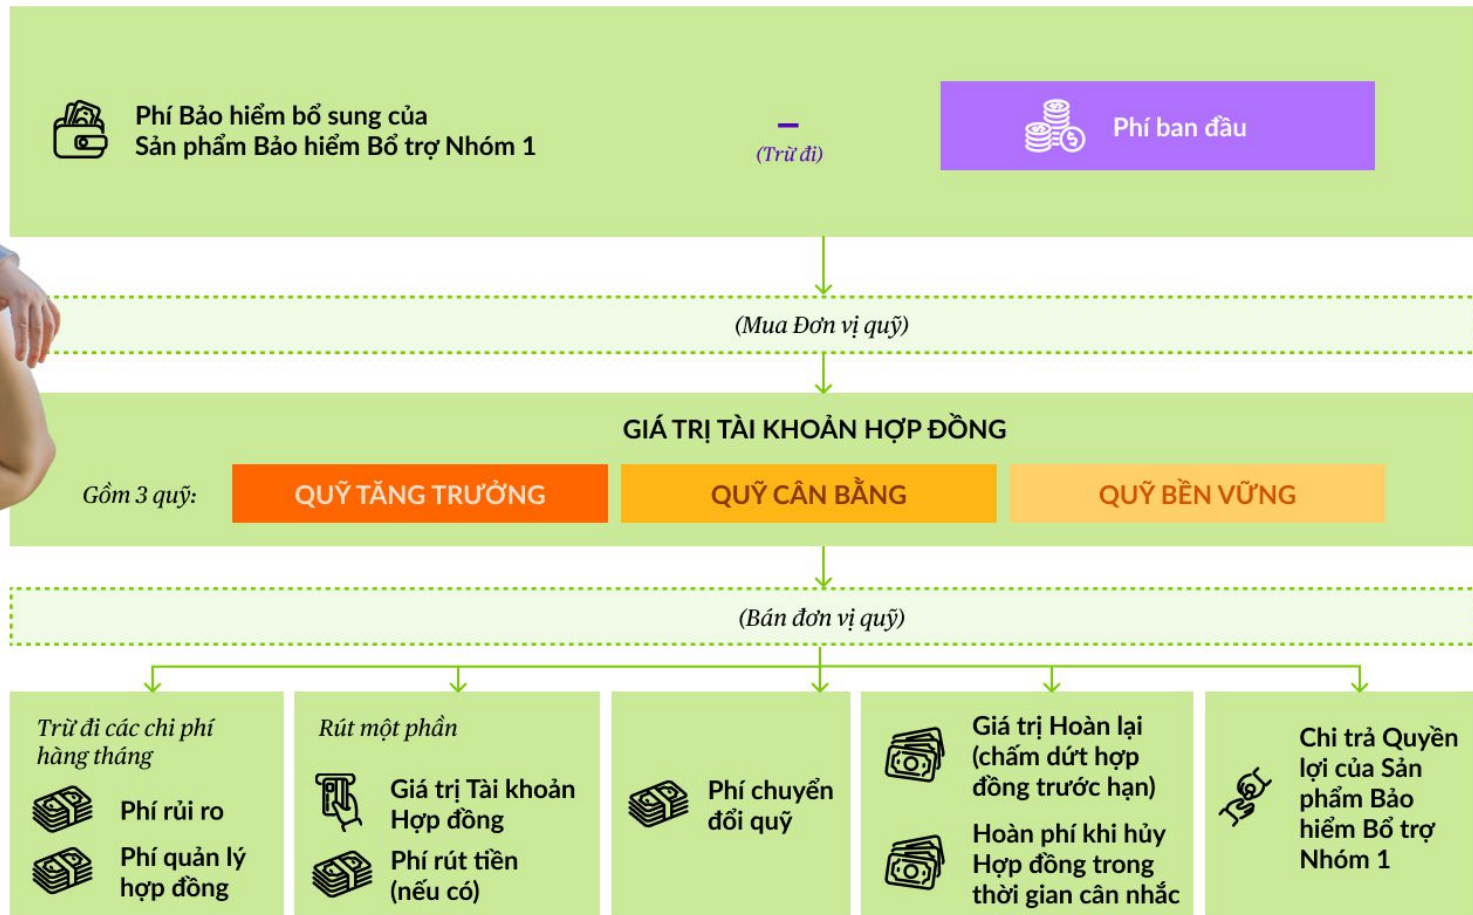 Phí Bảo hiểm bổ sung của
Sản phẩm Bảo hiểm Bổ trợ Nhóm 1
–
(Trừ đi)
Phí ban đầu
(Mua Đơn vị quỹ)
GIÁ TRỊ TÀI KHOẢN HỢP ĐỒNG
Gồm 3 quỹ:
QUỸ TĂNG TRƯỞNG
QUỸ CÂN BẰNG
QUỸ BỀN VỮNG
(Bán đơn vị quỹ)
Trừ đi các chi phí
hàng tháng
Phí rủi ro
Phí quản lý
hợp đồng
Rút một phần
Giá trị Tài khoản
Hợp đồng
Phí rút tiền
(nếu có)
Phí chuyển
đổi quỹ
Giá trị Hoàn lại
(chấm dứt hợp
đồng trước hạn)
Hoàn phí khi hủy
Hợp đồng trong
thời gian cân nhắc
Chi trả Quyền
lợi của Sản
phẩm Bảo
hiểm Bổ trợ
Nhóm 1